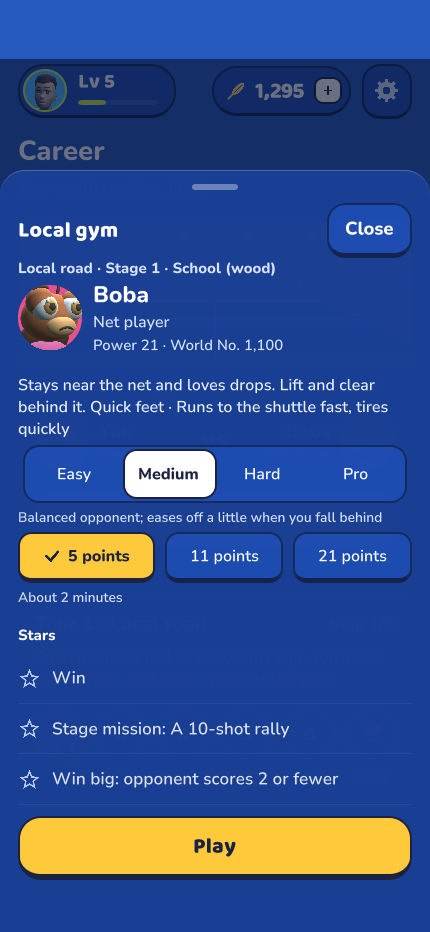 Lv 5
1,295
+
Career
Local gym
Close
Local road · Stage 1 · School (wood)
Boba
Net player
Power 21 · World No. 1,100
Stays near the net and loves drops. Lift and clear
behind it. Quick feet · Runs to the shuttle fast, tires
quickly
Easy
Medium
Hard
Pro
Balanced opponent; eases off a little when you fall behind
5 points
11 points
21 points
About 2 minutes
Stars
Win
Stage mission: A 10-shot rally
Win big: opponent scores 2 or fewer
Play